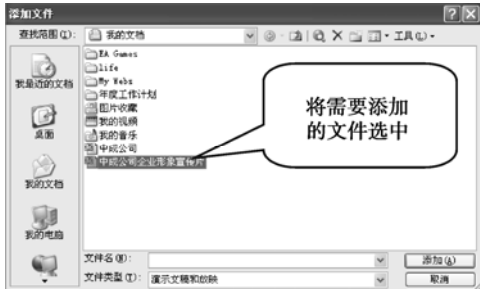 添加文件
查找范围(I):
我的文档
工具(L)
我最近的文档
桌面
我的文档
我的电脑
EA Games
life
My Webs
年度工作计划
图片收藏
我的视频
我的音乐
中成公司
中成公司企业形象宣传片
将需要添加
的文件选中
文件名(N):
添加(A)
文件类型(T):
演示文稿和放映
取消